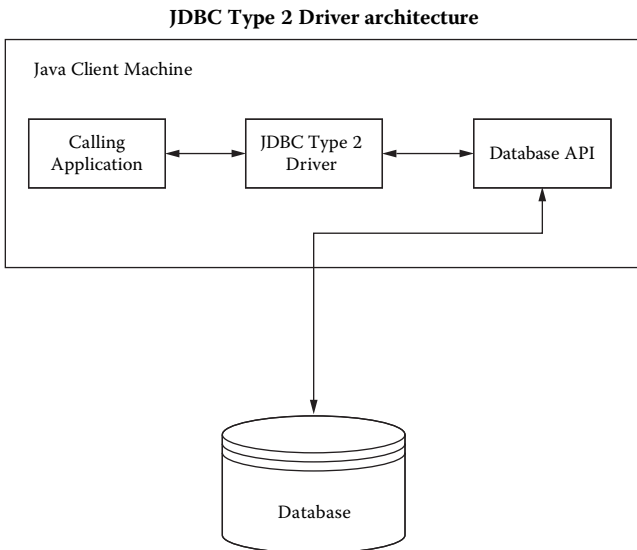 JDBC Type 2 Driver architecture
Java Client Machine
Calling
Application
JDBC Type 2
Driver
Database API
Database